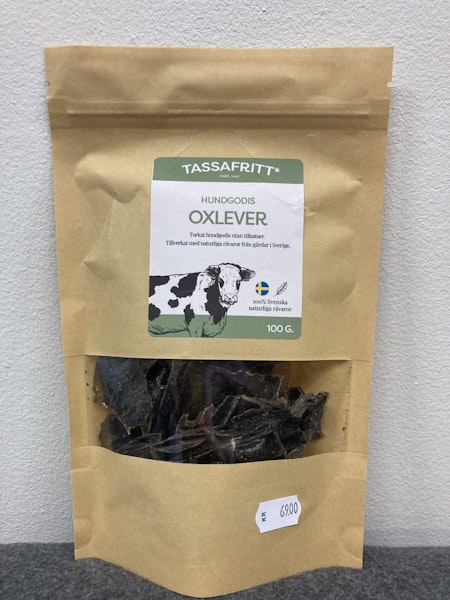 TASSAFRITT®
HUNDGODIS
OXLEVER
Torkat hundgodis utan tillsatser.
Tillverkat med naturliga råvaror från gårdar i Sverige.
100% Svenska
naturliga råvaror
100 G.
KR 69.00